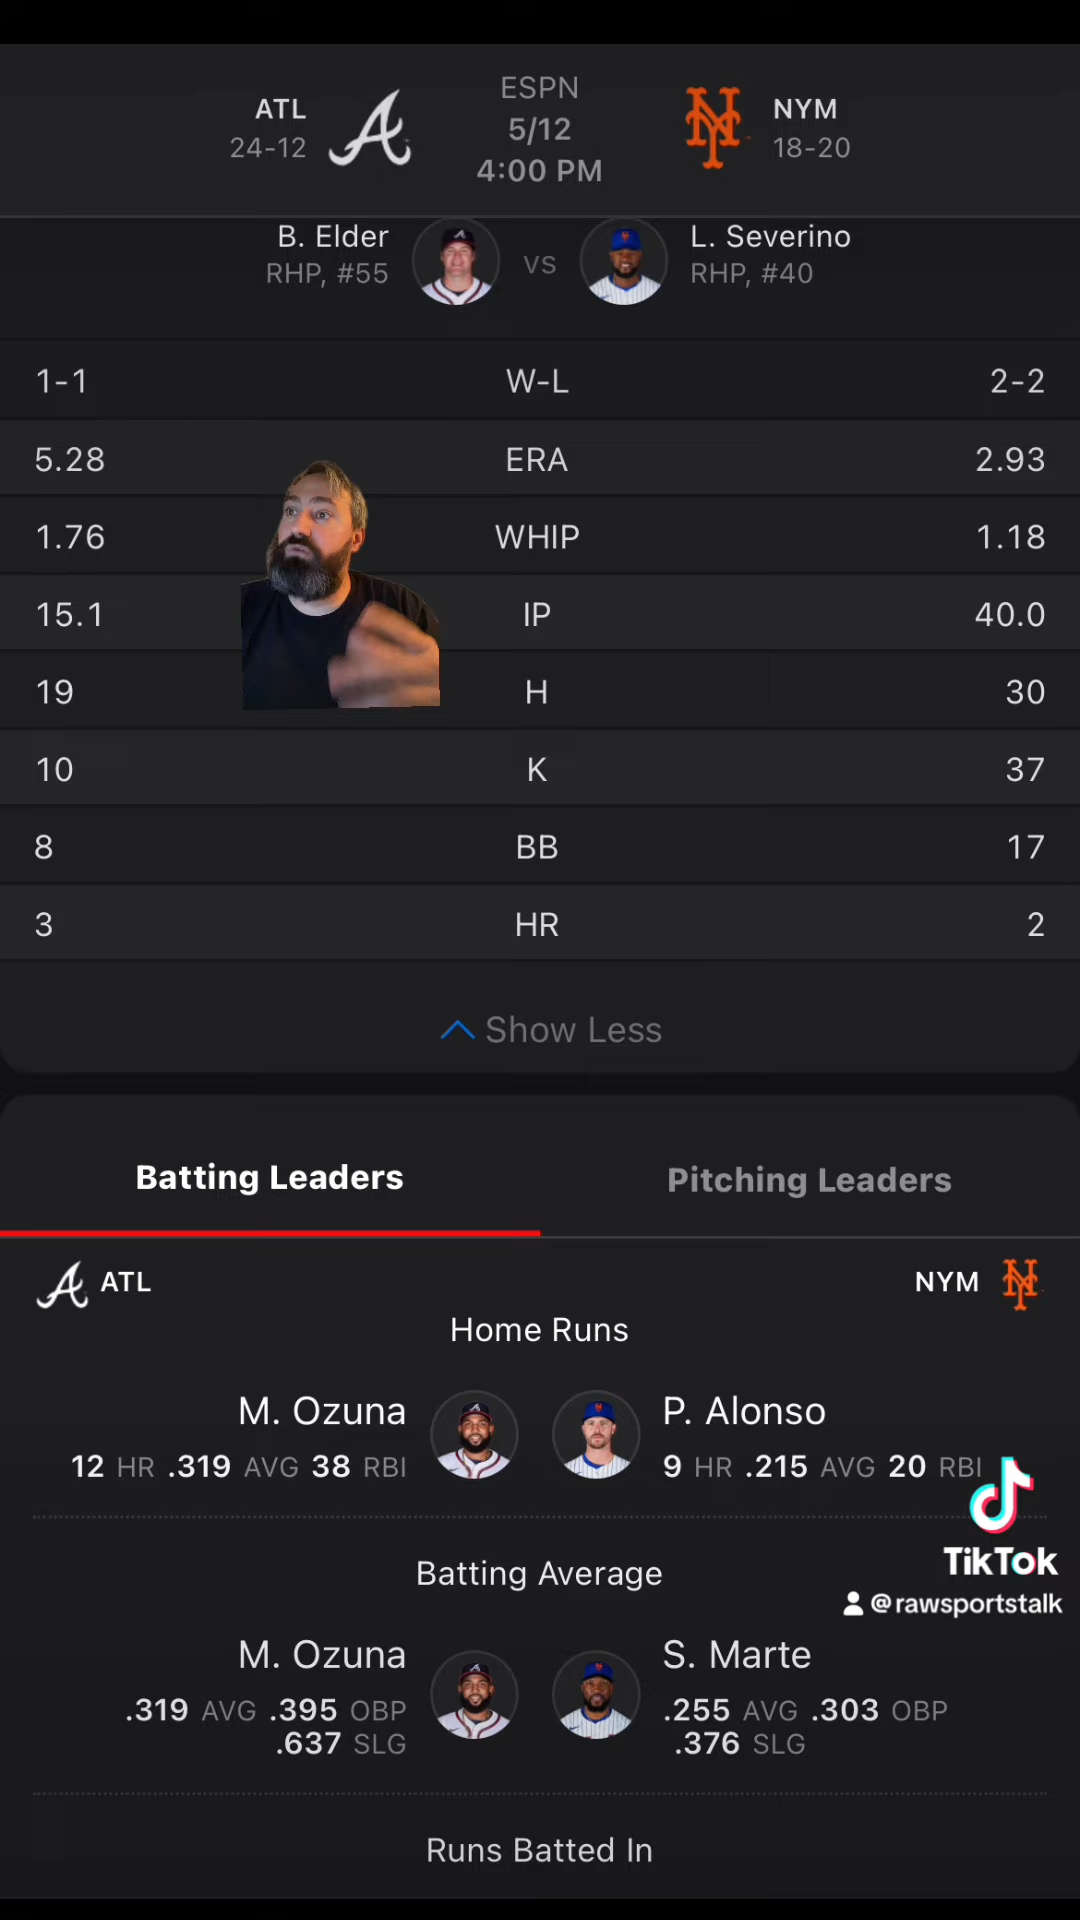 ATL
24-12
ESPN
5/12
4:00 PM
NYM
18-20
B. Elder
RHP, #55
vs
L. Severino
RHP, #40
1-1 W-L 2-2
5.28 ERA 2.93
1.76 WHIP 1.18
15.1 IP 40.0
19 H 30
10 K 37
8 BB 17
3 HR 2
Show Less
Batting Leaders Pitching Leaders
ATL NYM
Home Runs
M. Ozuna P. Alonso
12 HR .319 AVG 38 RBI 9 HR .215 AVG 20 RBI
TikTok
@rawsportstalk
Batting Average
M. Ozuna S. Marte
.319 AVG .395 OBP .255 AVG .303 OBP
.637 SLG .376 SLG
Runs Batted In